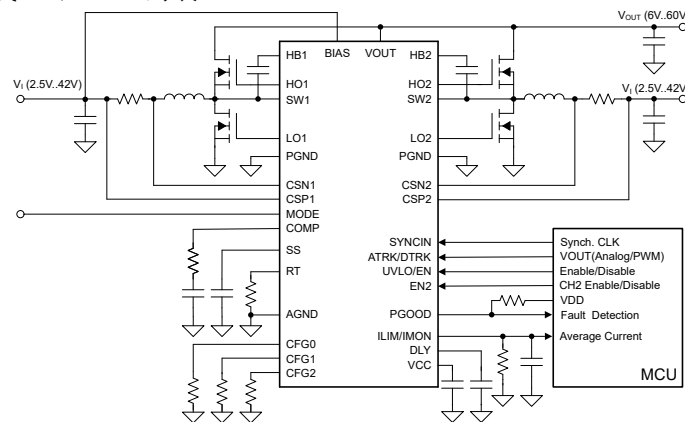 V_OUT (6V..60V)
BIAS VOUT
HB1
HB2
HO1
HO2
V_I (2.5V..42V)
SW1
SW2
V_I (2.5V..42V
LO1
LO2
PGND
PGND
CSN1
CSN2
CSP1
CSP2
MODE
COMP
SS
RT
AGND
CFG0
CFG1
CFG2
SYNCIN
ATRK/DTRK
UVLO/EN
EN2
PGOOD
ILIM/IMON
DLY
VCC
Synch. CLK
VOUT(Analog/PWM)
Enable/Disable
CH2 Enable/Disable
VDD
Fault Detection
Average Current
MCU